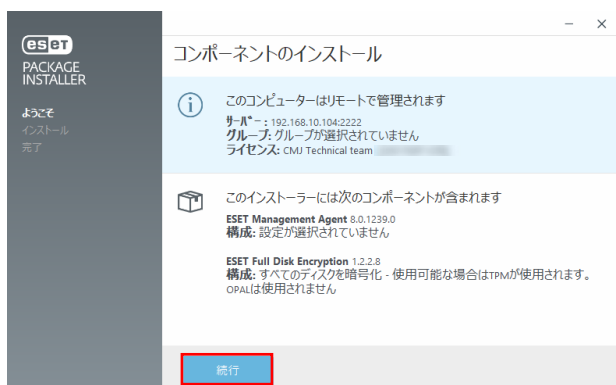 eseT
PACKAGE
INSTALLER
ようこそ
インストール
完了
コンポーネントのインストール
このコンピューターはリモートで管理されます
サーバー: 192.168.10.104:2222
グループ: グループが選択されていません
ライセンス: CMJ Technical team
このインストーラーには次のコンポーネントが含まれます
ESET Management Agent 8.0.1239.0
構成: 設定が選択されていません
ESET Full Disk Encryption 1.2.2.8
構成: すべてのディスクを暗号化 - 使用可能な場合はTPMが使用されます。
OPALは使用されません
続行